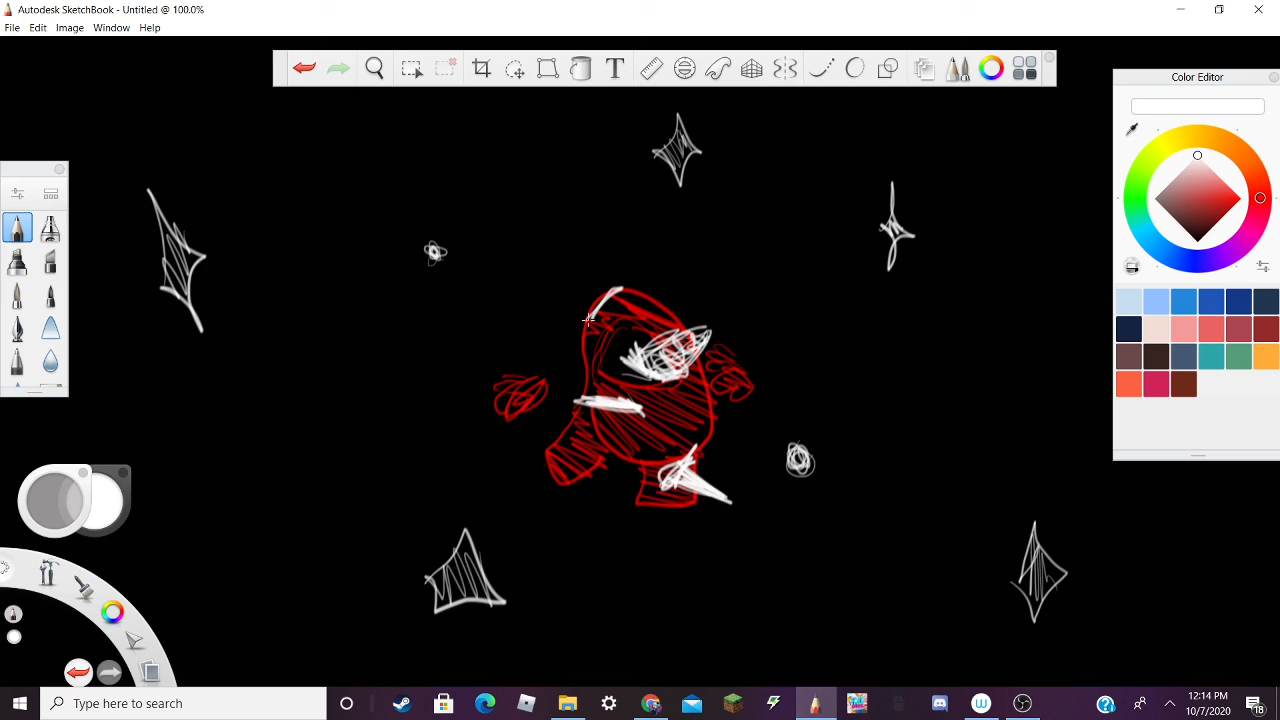 Autodesk SketchBook - Untitled @ 100.0%
File Edit Image Window Help
T
Color Editor
Type here to search
12:14 PM
10/7/2020
18